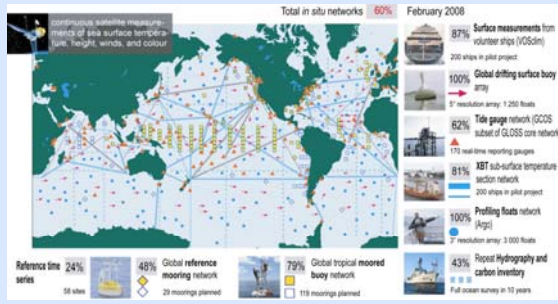 Total in situ networks 60%
February 2008
continuous satellite measure-
ments of sea surface tempera-
ture, height, winds, and colour
87%
Surface measurements from
volunteer ships (VOSclim)
200 ships in pilot project
100%
Global drifting surface buoy
array
5° resolution array: 1 250 floats
62%
Tide gauge network (GCOS
subset of GLOSS core network
170 real-time reporting gauges
81%
XBT sub-surface temperature
section network
200 ships in pilot project
100%
Profiling floats network
(Argo)
3° resolution array: 3 000 floats
43%
Repeat Hydrography and
carbon inventory
Full ocean survey in 10 years
Reference time
series
24%
58 sites
48%
Global reference
mooring network
29 moorings planned
79%
Global tropical moored
buoy network
119 moorings planned